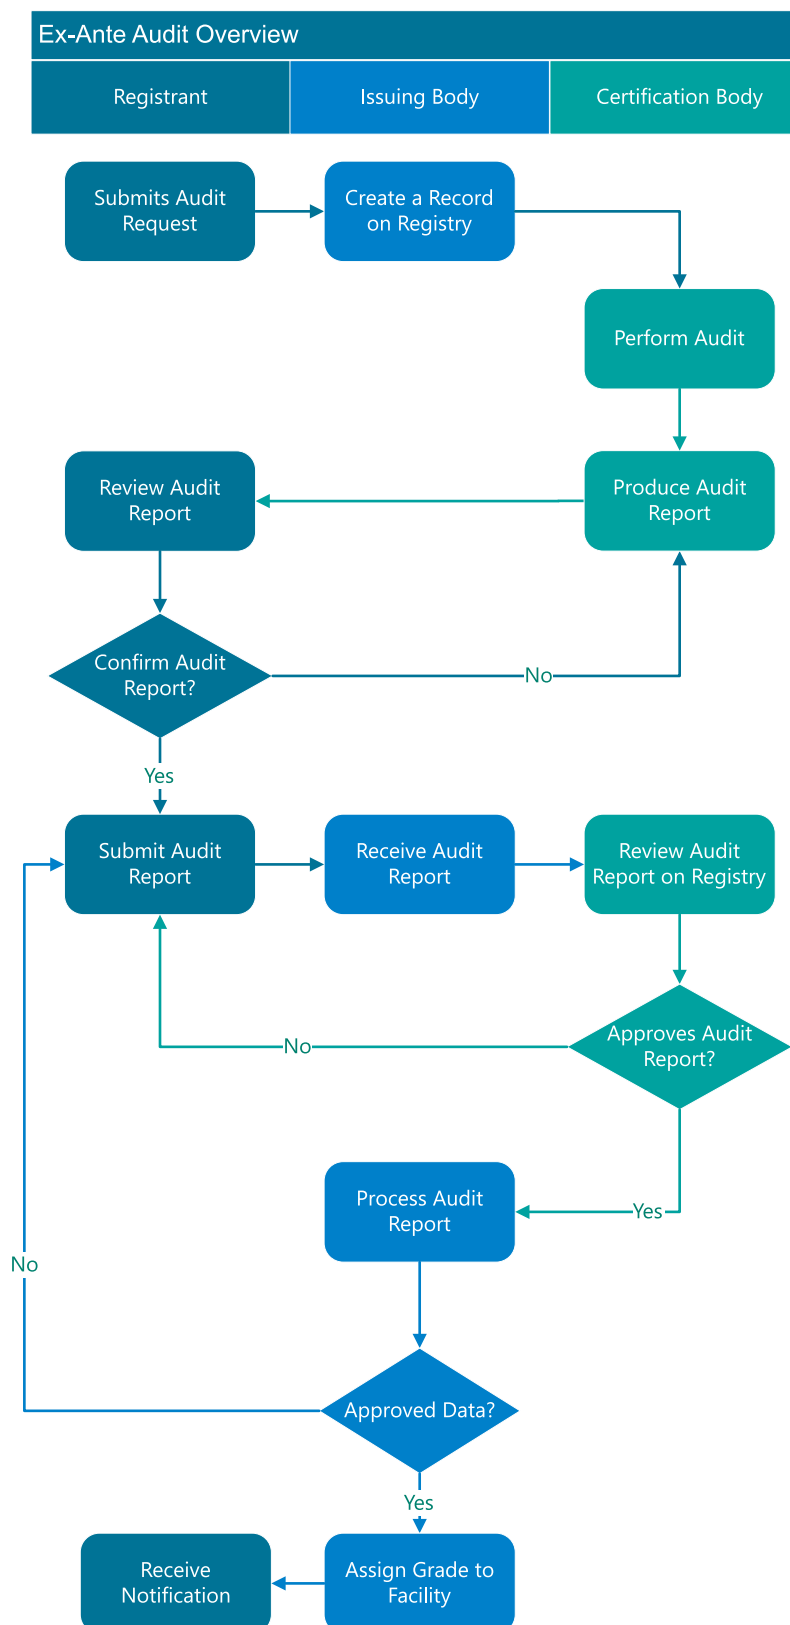 Ex-Ante Audit Overview
Registrant
Issuing Body
Certification Body
Submits Audit
Request
Create a Record
on Registry
Perform Audit
Review Audit
Report
Produce Audit
Report
Confirm Audit
Report?
No
Yes
Submit Audit
Report
Receive Audit
Report
Review Audit
Report on Registry
Approves Audit
Report?
No
Process Audit
Report
Yes
No
Approved Data?
Yes
Receive
Notification
Assign Grade to
Facility